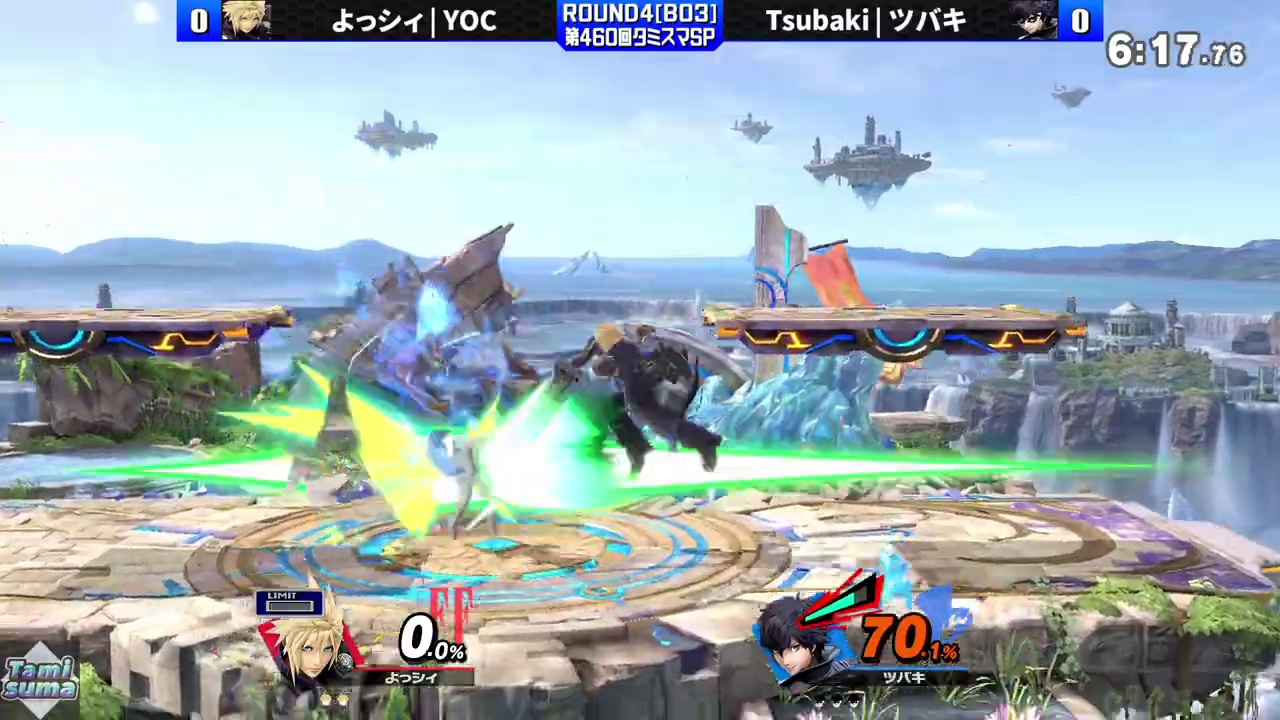 0
よっシィ | YOC
ROUND4[BO3]
第460回タミスマSP
Tsubaki | ツバキ
0
6:17.76
LIMIT
0.0%
よっシィ
70.1%
ツバキ
Tami
suma